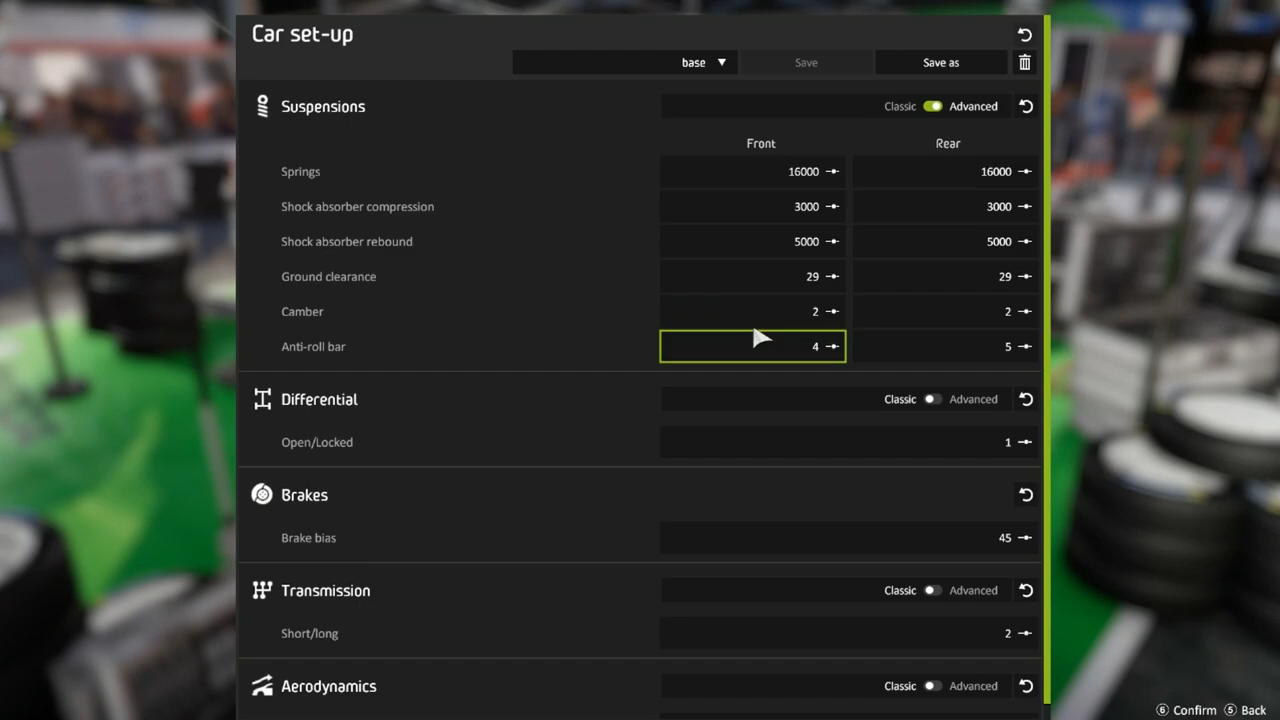 Car set-up
base ▼ Save Save as
Suspensions Classic Advanced
Front Rear
Springs 16000 16000
Shock absorber compression 3000 3000
Shock absorber rebound 5000 5000
Ground clearance 29 29
Camber 2 2
Anti-roll bar 4 5
Differential Classic Advanced
Open/Locked 1
Brakes
Brake bias 45
Transmission Classic Advanced
Short/long 2
Aerodynamics Classic Advanced
6 Confirm 5 Back